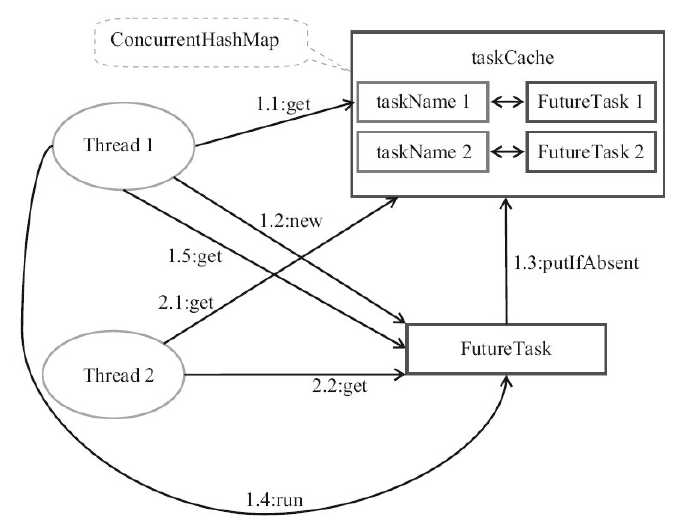 ConcurrentHashMap
taskCache
1.1:get
taskName 1
FutureTask 1
Thread 1
taskName 2
FutureTask 2
1.2:new
1.5:get
1.3:putIfAbsent
2.1:get
FutureTask
Thread 2
2.2:get
1.4:run